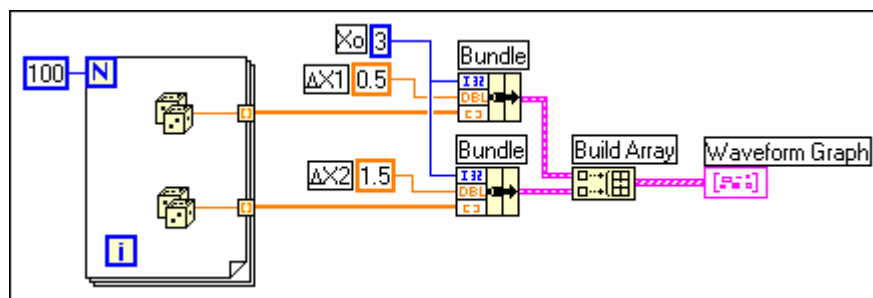 Xo 3
Bundle
100 N
ΔX1 0.5
I32
DBL
[ ]
Bundle
Build Array
Waveform Graph
ΔX2 1.5
I32
DBL
[ ]
i